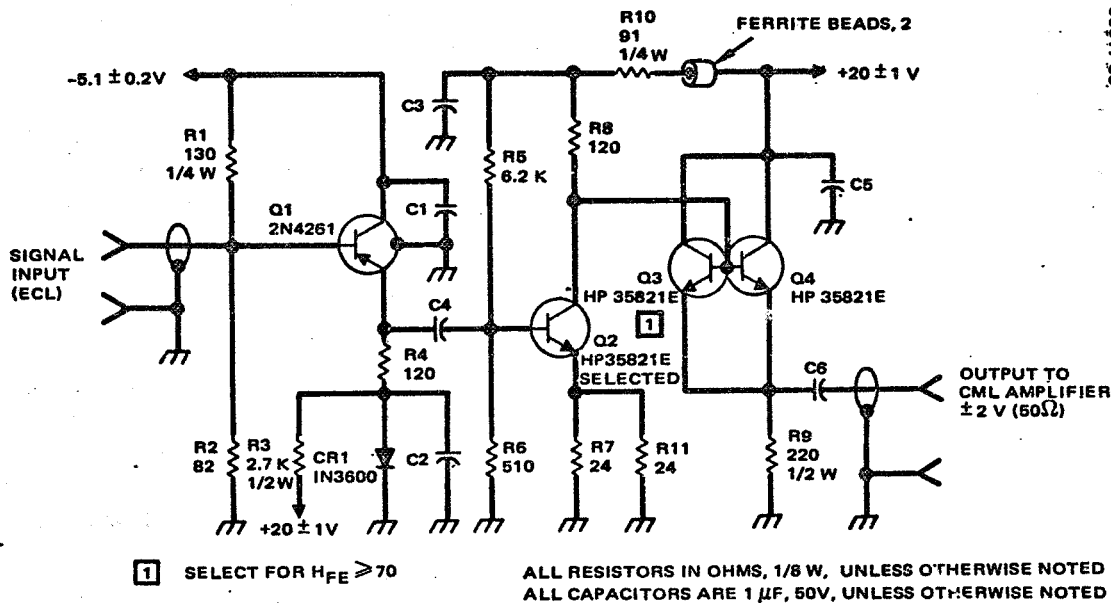 R10
91
1/4 W
FERRITE BEADS, 2
-5.1 ± 0.2V
+20 ± 1 V
C3
R8
120
R1
130
1/4 W
R5
6.2 K
C5
Q1
2N4261
C1
SIGNAL
INPUT
(ECL)
Q3
HP 35821E
Q4
HP 35821E
1
C4
Q2
HP35821E
SELECTED
R4
120
C6
OUTPUT TO
CML AMPLIFIER
± 2 V (50Ω)
R2
82
R3
2.7 K
1/2 W
CR1
IN3600
C2
R6
510
R7
24
R11
24
R9
220
1/2 W
+20 ± 1V
1 SELECT FOR HFE ≥ 70
ALL RESISTORS IN OHMS, 1/8 W, UNLESS OTHERWISE NOTED
ALL CAPACITORS ARE 1 μF, 50V, UNLESS OTHERWISE NOTED